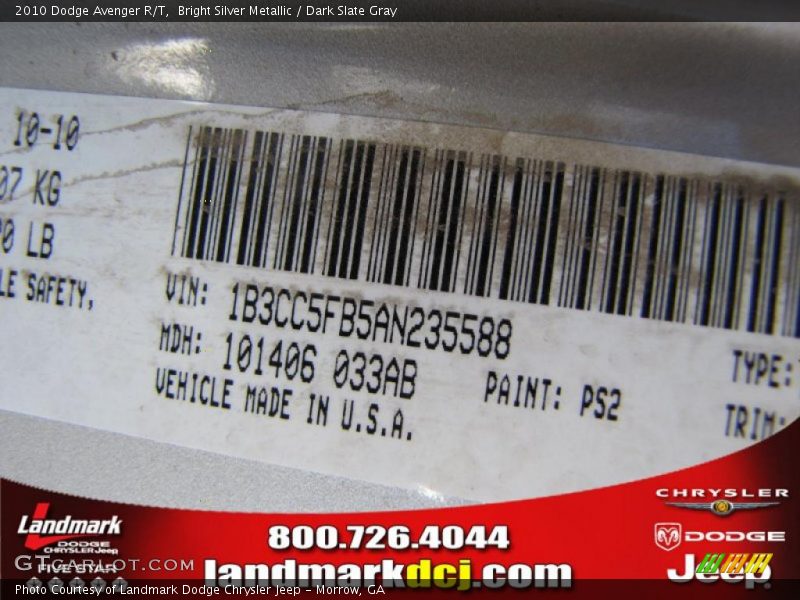 2010 Dodge Avenger R/T,  Bright Silver Metallic / Dark Slate Gray
10-10
07 KG
0 LB
LE SAFETY,
VIN: 1B3CC5FB5AN235588
MDH: 101406 033AB
PAINT: PS2
VEHICLE MADE IN U.S.A.
TYPE:
TRIM:
Landmark
DODGE
CHRYSLER Jeep
FIVE STAR
GTCARLOT.COM
800.726.4044
landmarkdcj.com
CHRYSLER
DODGE
Jeep
Photo Courtesy of Landmark Dodge Chrysler Jeep – Morrow, GA